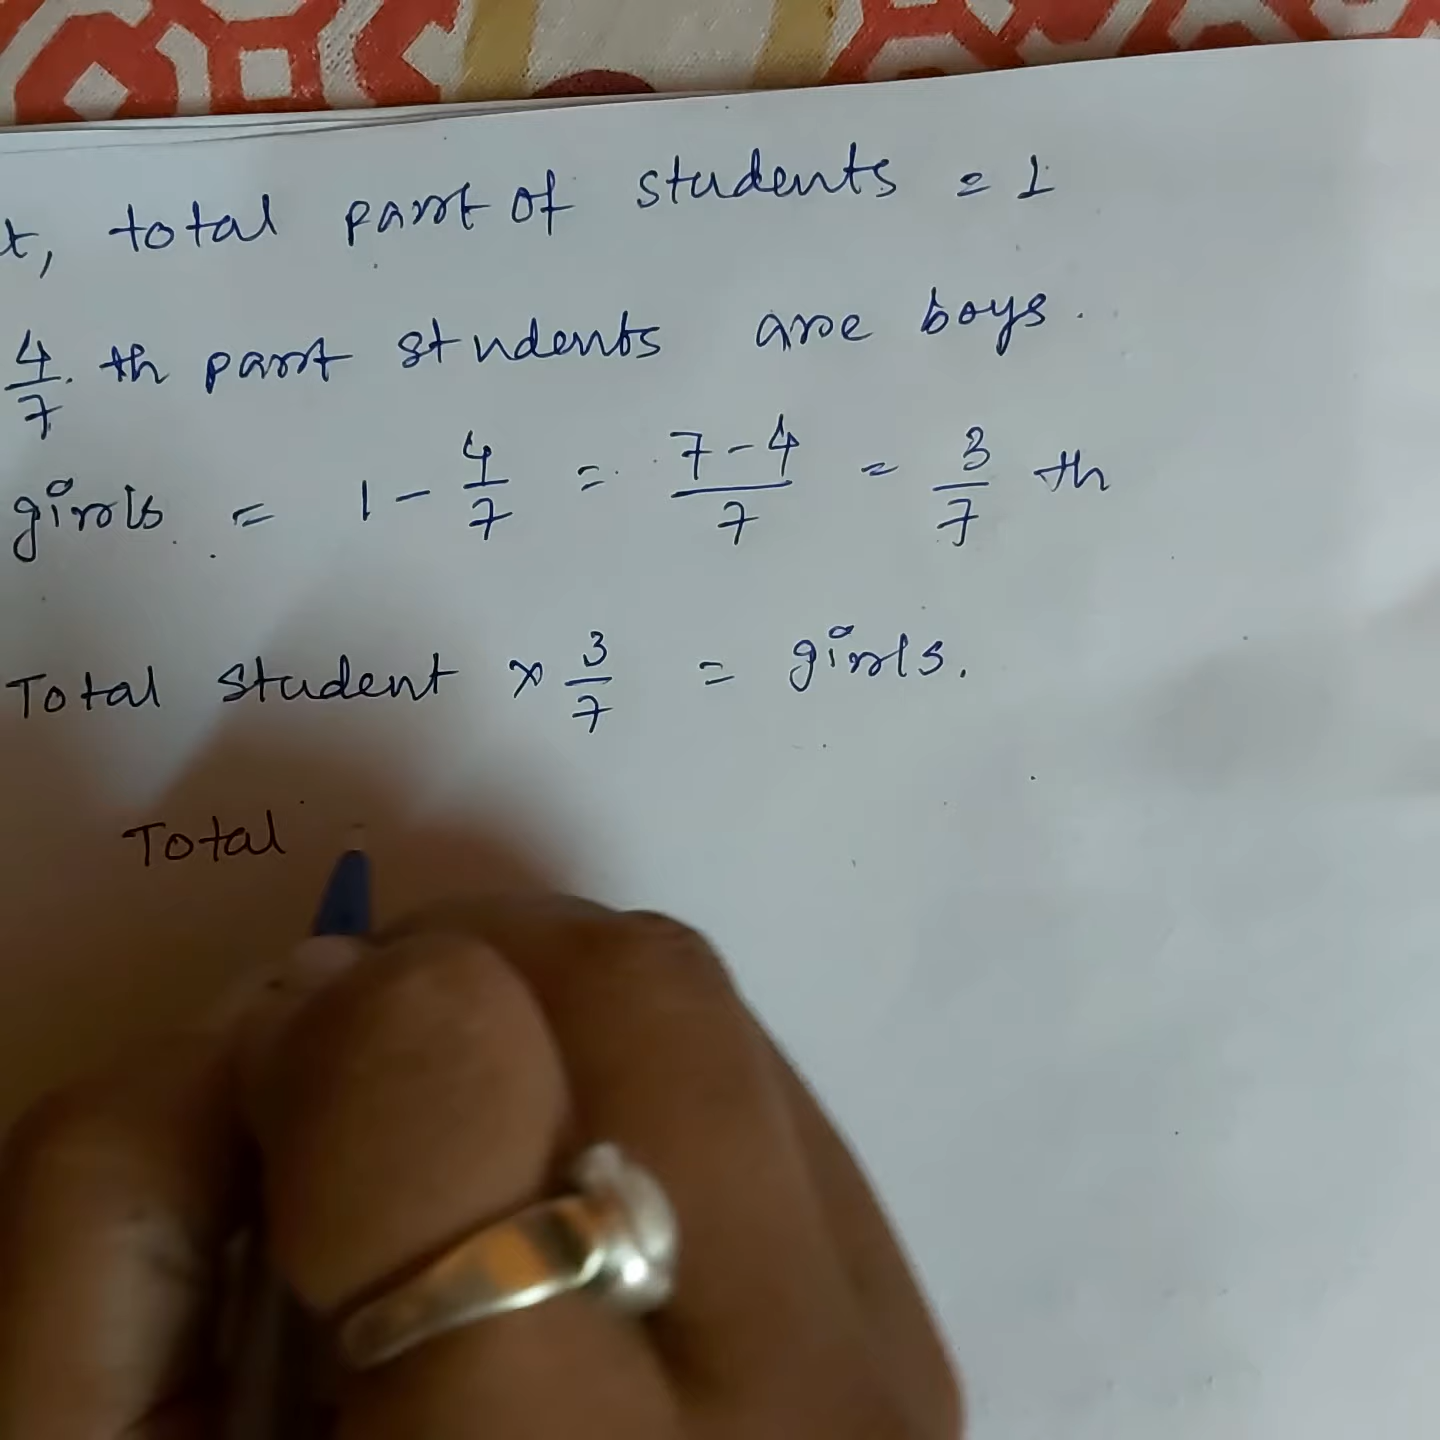 t, total part of students = 1
4/7 th part students are boys.
girls = 1 - 4/7 = 7-4/7 = 3/7 th
Total student × 3/7 = girls.
Total